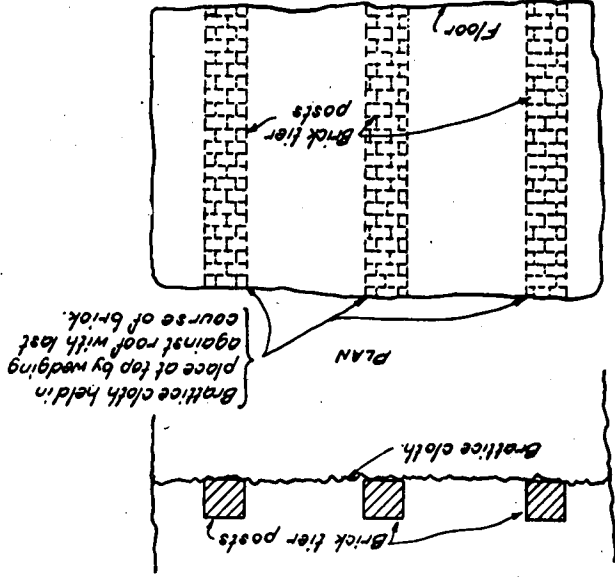 Brick tier posts
Brattice cloth.
PLAN
Brattice cloth held in
place at top by wedging
against roof with last
course of brick.
Brick tier
posts
Floor